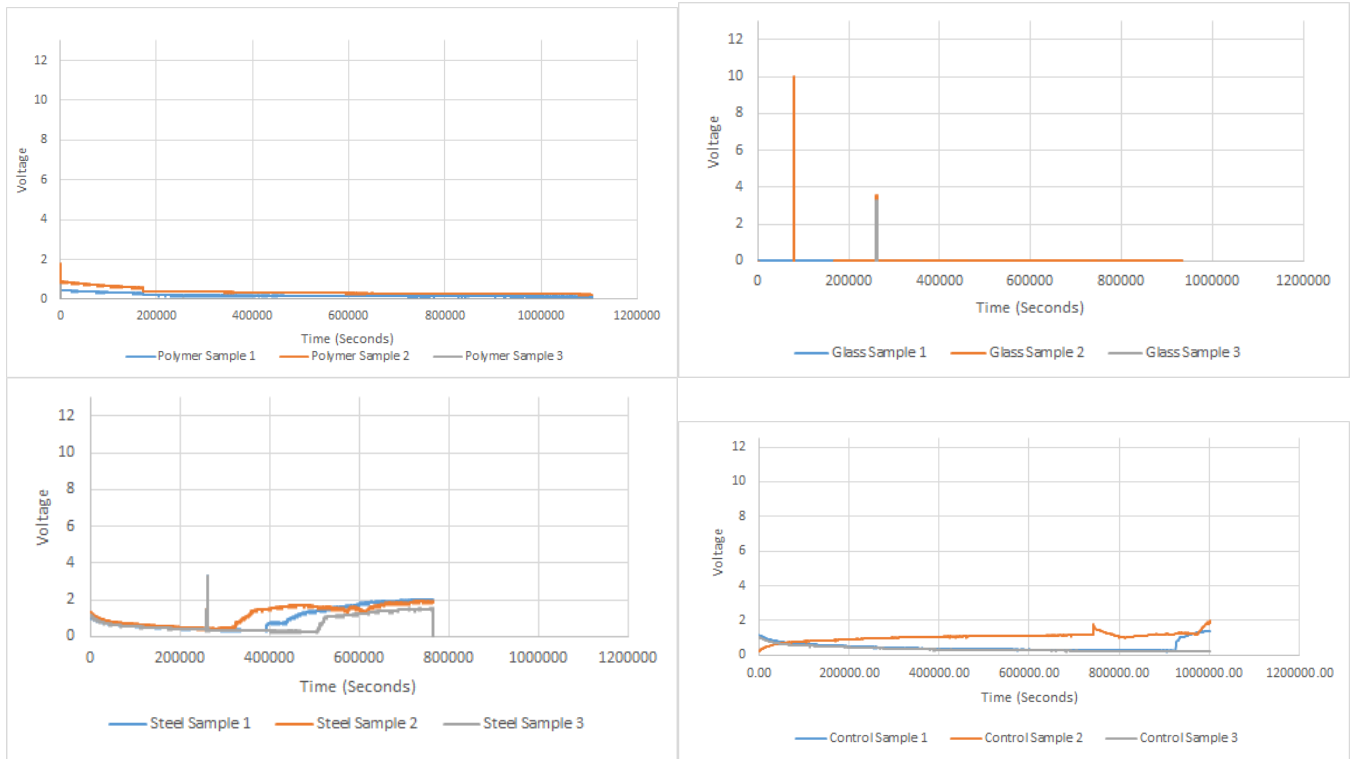 12
10
8
6
4
2
0
Voltage
0 200000 400000 600000 800000 1000000 1200000
Time (Seconds)
Polymer Sample 1 Polymer Sample 2 Polymer Sample 3
12
10
8
6
4
2
0
Voltage
0 200000 400000 600000 800000 1000000 1200000
Time (Seconds)
Glass Sample 1 Glass Sample 2 Glass Sample 3
12
10
8
6
4
2
0
Voltage
0 200000 400000 600000 800000 1000000 1200000
Time (Seconds)
Steel Sample 1 Steel Sample 2 Steel Sample 3
12
10
8
6
4
2
0
Voltage
0.00 200000.00 400000.00 600000.00 800000.00 1000000.00 1200000.00
Time (Seconds)
Control Sample 1 Control Sample 2 Control Sample 3